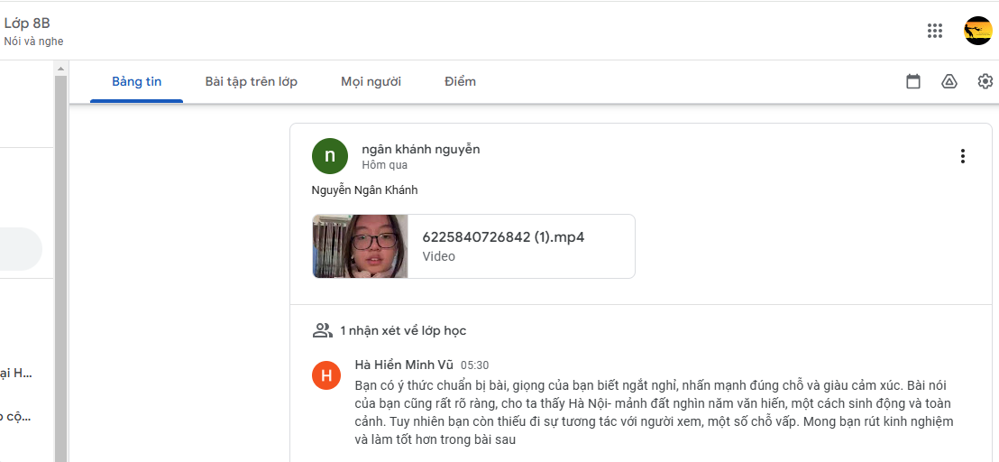 Lớp 8B
Nói và nghe
Bảng tin
Bài tập trên lớp
Mọi người
Điểm
n
ngân khánh nguyễn
Hôm qua
Nguyễn Ngân Khánh
6225840726842 (1).mp4
Video
1 nhận xét về lớp học
H
Hà Hiển Minh Vũ 05:30
Bạn có ý thức chuẩn bị bài, giọng của bạn biết ngắt nghỉ, nhấn mạnh đúng chỗ và giàu cảm xúc. Bài nói
của bạn cũng rất rõ ràng, cho ta thấy Hà Nội- mảnh đất nghìn năm văn hiến, một cách sinh động và toàn
cảnh. Tuy nhiên bạn còn thiếu đi sự tương tác với người xem, một số chỗ vấp. Mong bạn rút kinh nghiệm
và làm tốt hơn trong bài sau
ại H...
cộ...